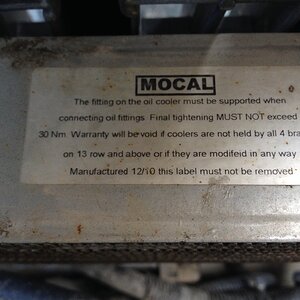 MOCAL
The fitting on the oil cooler must be supported when
connecting oil fittings. Final tightening MUST NOT exceed
30 Nm. Warranty will be void if coolers are not held by all 4 bra
on 13 row and above or if they are modifeid in any way
Manufactured 12/10 this label must not be removed